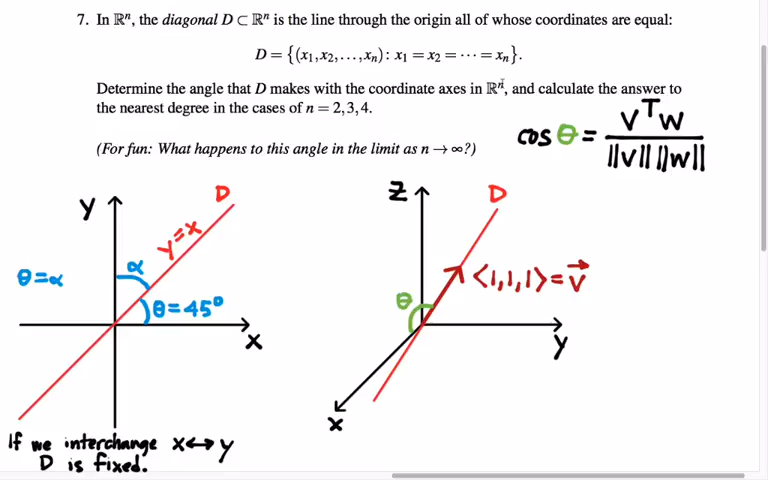 7. In ℝⁿ, the diagonal D ⊂ ℝⁿ is the line through the origin all of whose coordinates are equal:
D = {(x₁,x₂,...,xₙ): x₁ = x₂ = ··· = xₙ}.
Determine the angle that D makes with the coordinate axes in ℝⁿ, and calculate the answer to
the nearest degree in the cases of n = 2,3,4.
(For fun: What happens to this angle in the limit as n → ∞?)
cos θ = vᵀw / ||v|| ||w||
Y
D
Y=X
α
θ=α
θ=45°
X
If we interchange X↔Y
D is fixed.
Z
D
<1,1,1>=v⃗
θ
Y
X